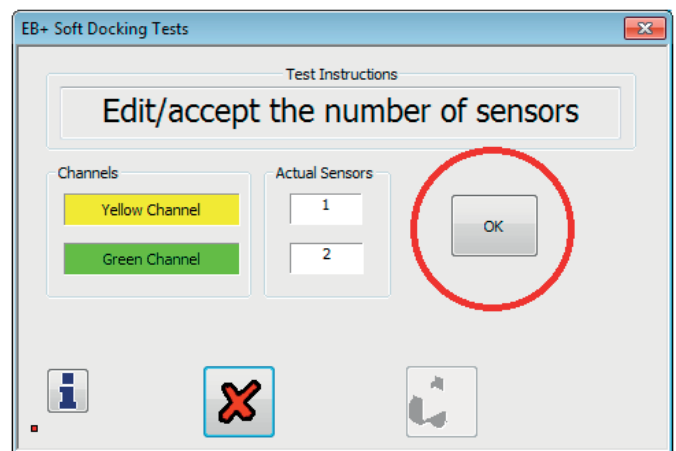 EB+ Soft Docking Tests
Test Instructions
Edit/accept the number of sensors
Channels
Actual Sensors
Yellow Channel
1
OK
Green Channel
2